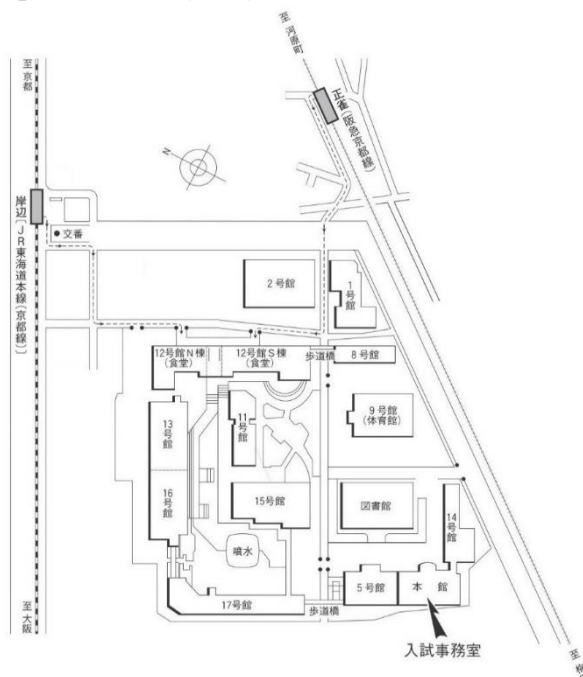 至河原町
至京都
正雀(阪急京都線)
N
岸辺〔JR東海道本線(京都線)〕
交番
2号館
1号館
12号館N棟
(食堂)
12号館S棟
(食堂)
歩道橋
8号館
13号館
11号館
9号館
(体育館)
16号館
15号館
図書館
14号館
噴水
5号館
本館
17号館
歩道橋
至大阪
入試事務室
至梅